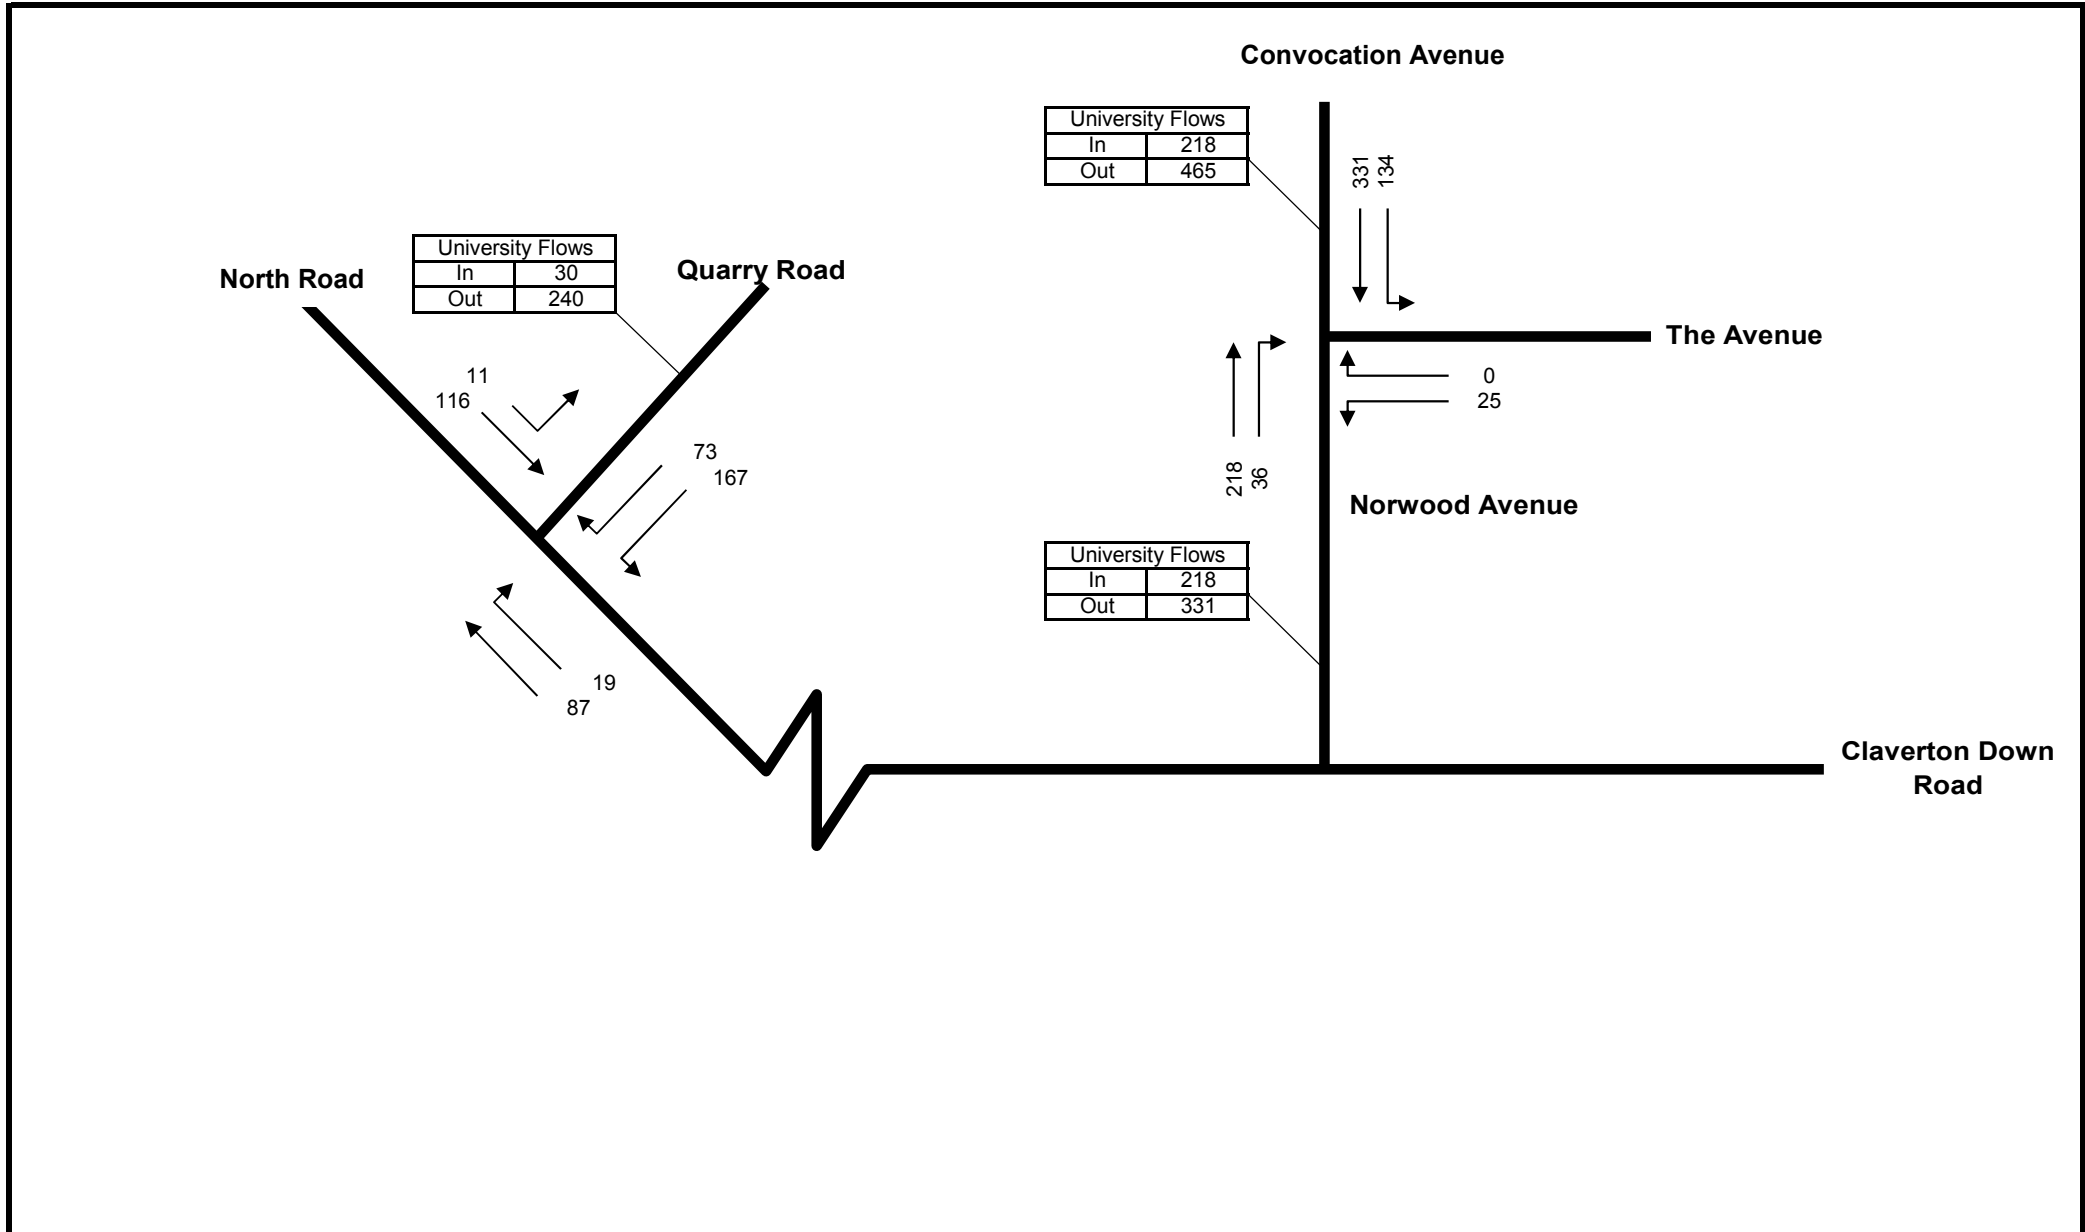 Convocation Avenue
University Flows
In 218
Out 465
331
134
University Flows
In 30
Out 240
North Road
Quarry Road
The Avenue
11
116
0
25
73
167
218
36
Norwood Avenue
University Flows
In 218
Out 331
19
87
Claverton Down
Road